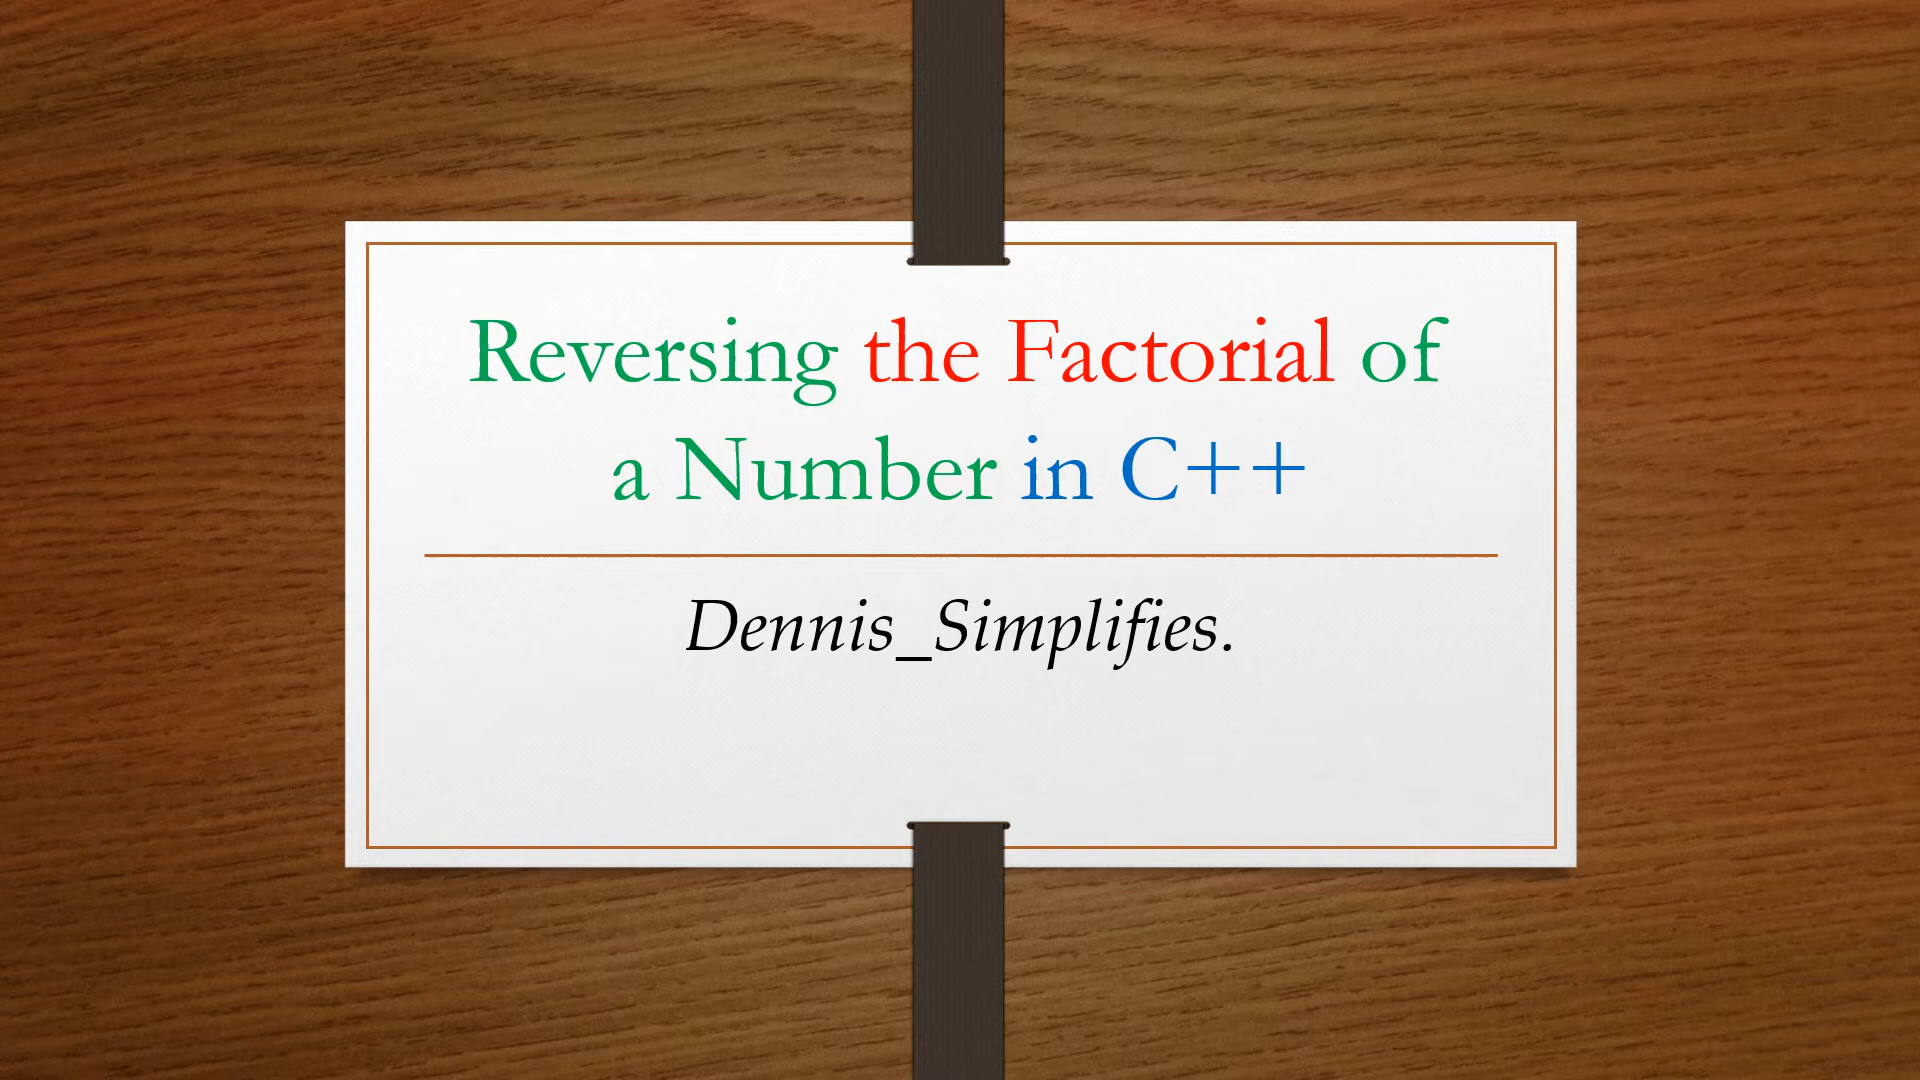 Reversing the Factorial of
a Number in C++
Dennis_Simplifies.